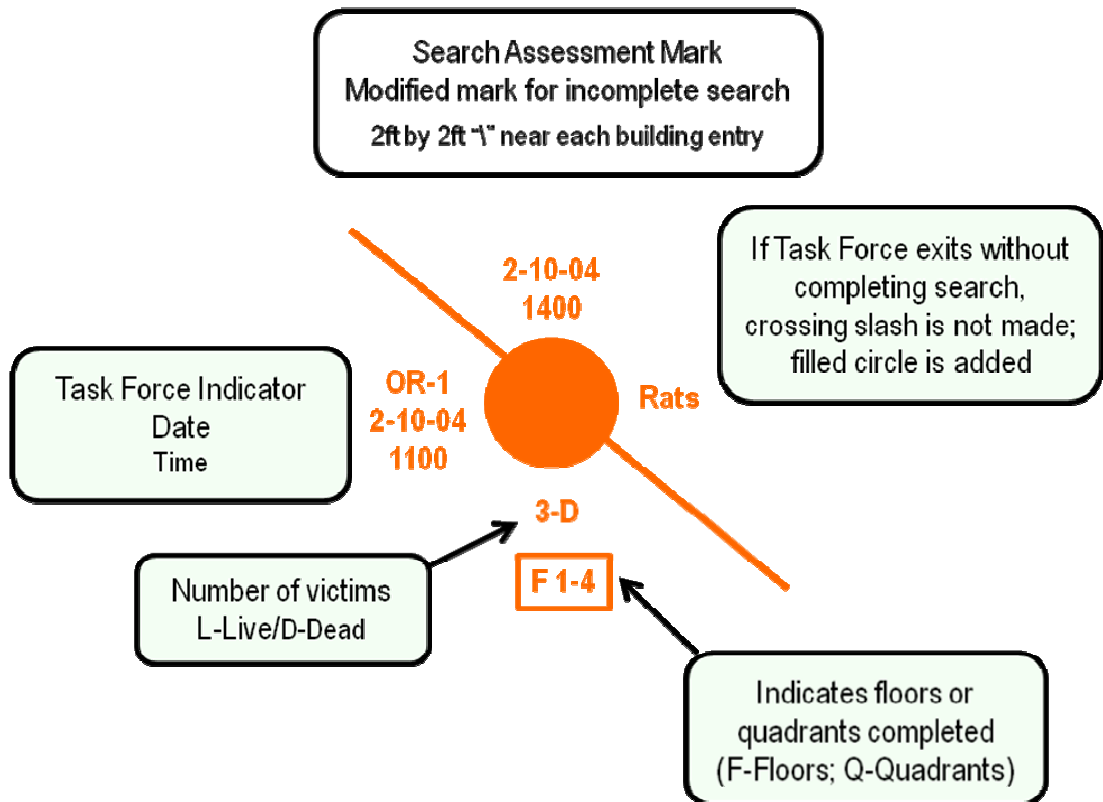 Search Assessment Mark
Modified mark for incomplete search
2ft by 2ft "\" near each building entry
If Task Force exits without
completing search,
crossing slash is not made;
filled circle is added
2-10-04
1400
Task Force Indicator
Date
Time
OR-1
2-10-04
1100
Rats
3-D
F 1-4
Number of victims
L-Live/D-Dead
Indicates floors or
quadrants completed
(F-Floors; Q-Quadrants)